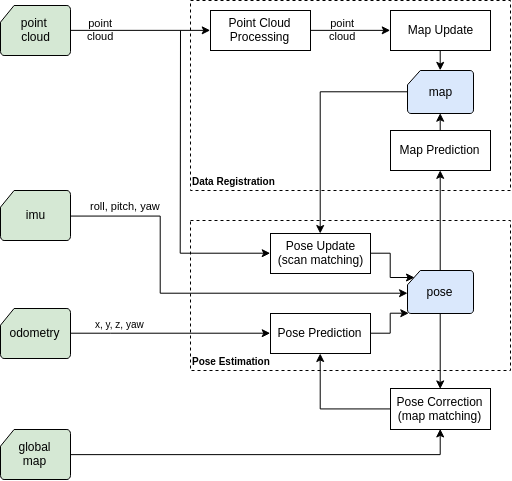 point
cloud
point
cloud
Point Cloud
Processing
point
cloud
Map Update
map
Map Prediction
Data Registration
imu
roll, pitch, yaw
Pose Update
(scan matching)
pose
odometry
x, y, z, yaw
Pose Prediction
Pose Estimation
Pose Correction
(map matching)
global
map